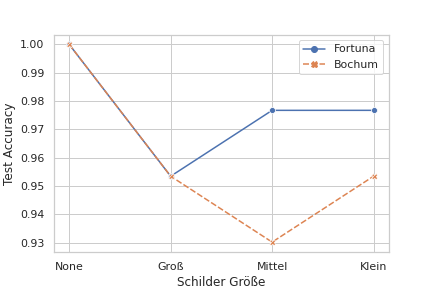 1.00
0.99
0.98
0.97
0.96
0.95
0.94
0.93
Test Accuracy
Fortuna
Bochum
None Groß Mittel Klein
Schilder Größe